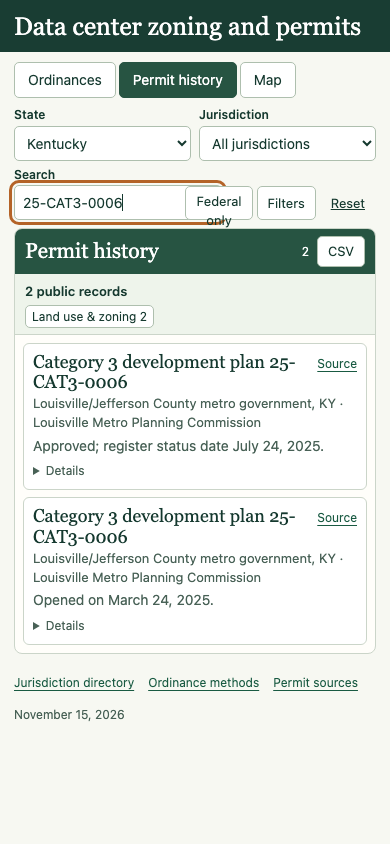 Data center zoning and permits
Ordinances
Permit history
Map
State
Jurisdiction
Kentucky
All jurisdictions
Search
25-CAT3-0006
Federal
only
Filters
Reset
Permit history
2
CSV
2 public records
Land use & zoning 2
Category 3 development plan 25-
CAT3-0006
Source
Louisville/Jefferson County metro government, KY ·
Louisville Metro Planning Commission
Approved; register status date July 24, 2025.
Details
Category 3 development plan 25-
CAT3-0006
Source
Louisville/Jefferson County metro government, KY ·
Louisville Metro Planning Commission
Opened on March 24, 2025.
Details
Jurisdiction directory
Ordinance methods
Permit sources
November 15, 2026